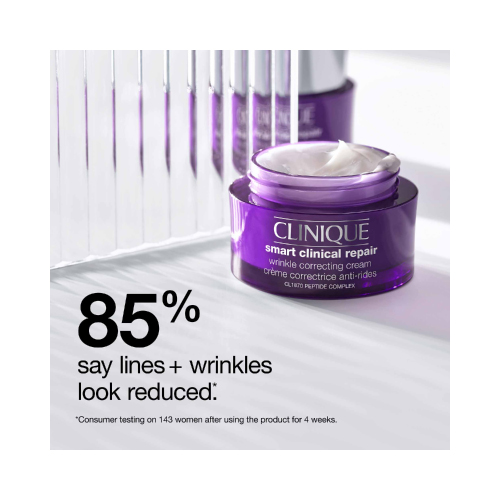 CLINIQUE
smart clinical repair
wrinkle correcting cream
crème correctrice anti-rides
CL1870 PEPTIDE COMPLEX
85%
say lines + wrinkles
look reduced.*
*Consumer testing on 143 women after using the product for 4 weeks.